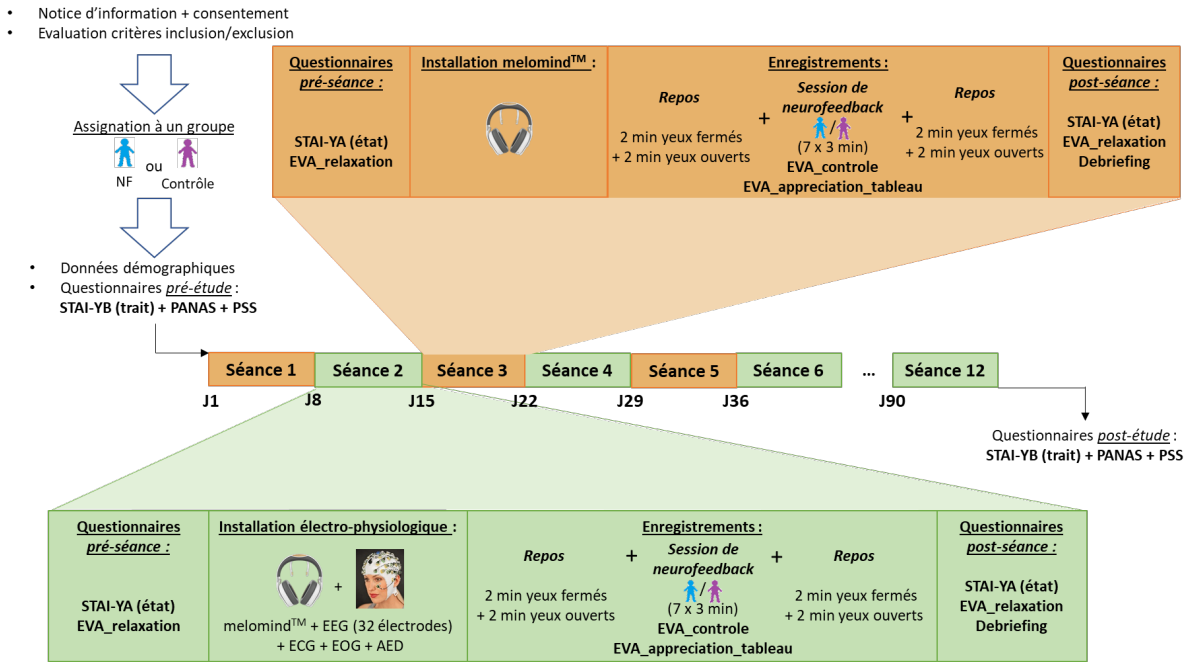 • Notice d’information + consentement
• Evaluation critères inclusion/exclusion
Assignation à un groupe
ou
NF
Contrôle
• Données démographiques
• Questionnaires pré-étude :
STAI-YB (trait) + PANAS + PSS
Questionnaires
pré-séance :
STAI-YA (état)
EVA_relaxation
Installation melomind™ :
Enregistrements :
Repos
2 min yeux fermés
+ 2 min yeux ouverts
+
Session de
neurofeedback
/
(7 x 3 min)
EVA_controle
EVA_appreciation_tableau
+
Repos
2 min yeux fermés
+ 2 min yeux ouverts
Questionnaires
post-séance :
STAI-YA (état)
EVA_relaxation
Debriefing
Séance 1
Séance 2
Séance 3
Séance 4
Séance 5
Séance 6
...
Séance 12
J1
J8
J15
J22
J29
J36
J90
Questionnaires post-étude :
STAI-YB (trait) + PANAS + PSS
Questionnaires
pré-séance :
STAI-YA (état)
EVA_relaxation
Installation électro-physiologique :
+
melomind™ + EEG (32 électrodes)
+ ECG + EOG + AED
Enregistrements :
Repos
2 min yeux fermés
+ 2 min yeux ouverts
+
Session de
neurofeedback
/
(7 x 3 min)
EVA_controle
EVA_appreciation_tableau
+
Repos
2 min yeux fermés
+ 2 min yeux ouverts
Questionnaires
post-séance :
STAI-YA (état)
EVA_relaxation
Debriefing